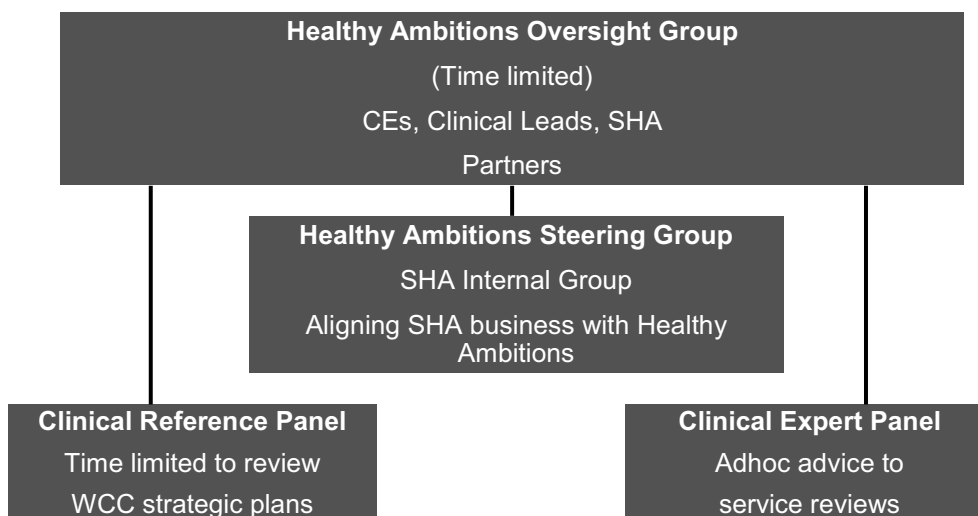 Healthy Ambitions Oversight Group
(Time limited)
CEs, Clinical Leads, SHA
Partners
Healthy Ambitions Steering Group
SHA Internal Group
Aligning SHA business with Healthy
Ambitions
Clinical Reference Panel
Time limited to review
WCC strategic plans
Clinical Expert Panel
Adhoc advice to
service reviews